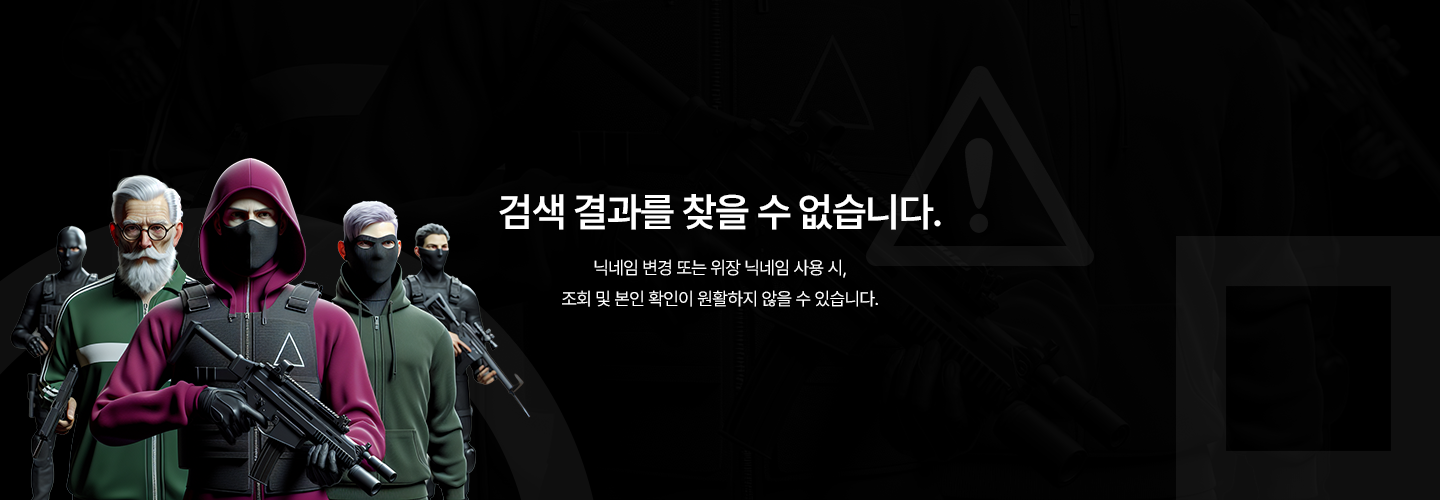 검색 결과를 찾을 수 없습니다.
닉네임 변경 또는 위장 닉네임 사용 시,
조회 및 본인 확인이 원활하지 않을 수 있습니다.